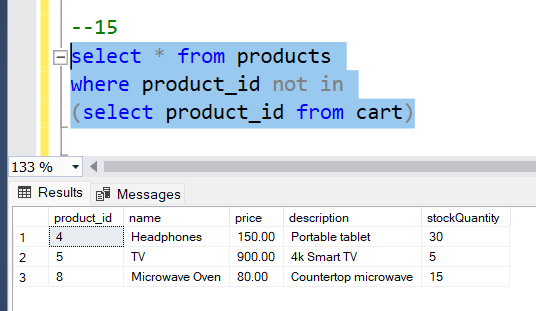 --15
select * from products
where product_id not in
(select product_id from cart)
133 %
Results Messages
product_id name price description stockQuantity
1 4 Headphones 150.00 Portable tablet 30
2 5 TV 900.00 4k Smart TV 5
3 8 Microwave Oven 80.00 Countertop microwave 15